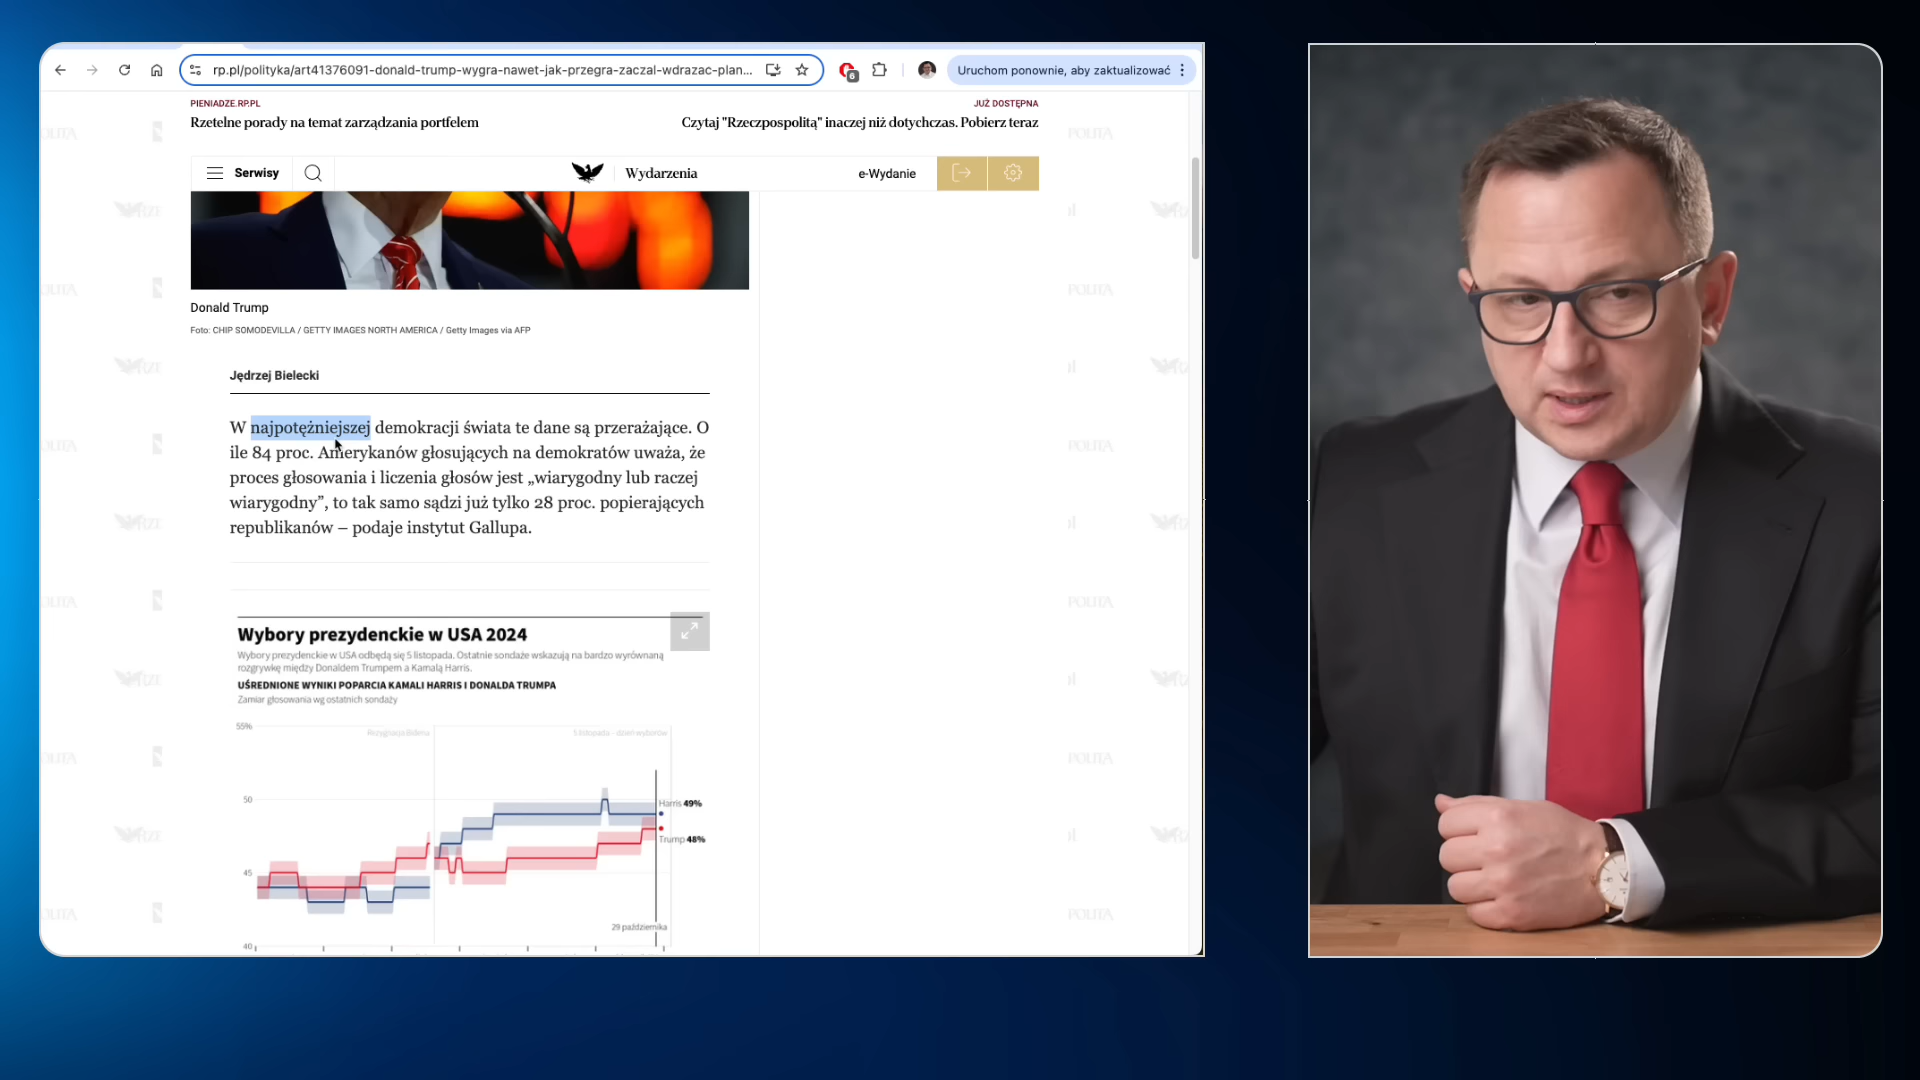 rp.pl/polityka/art41376091-donald-trump-wygra-nawet-jak-przegra-zaczal-wdrazac-plan...
6
Uruchom ponownie, aby zaktualizować
PIENIADZE.RP.PL
Rzetelne porady na temat zarządzania portfelem
JUŻ DOSTĘPNA
Czytaj "Rzeczpospolitą" inaczej niż dotychczas. Pobierz teraz
Serwisy
Wydarzenia
e-Wydanie
Donald Trump
Foto: CHIP SOMODEVILLA / GETTY IMAGES NORTH AMERICA / Getty Images via AFP
Jędrzej Bielecki
W najpotężniejszej demokracji świata te dane są przerażające. O
ile 84 proc. Amerykanów głosujących na demokratów uważa, że
proces głosowania i liczenia głosów jest „wiarygodny lub raczej
wiarygodny”, to tak samo sądzi już tylko 28 proc. popierających
republikanów – podaje instytut Gallupa.
Wybory prezydenckie w USA 2024
Wybory prezydenckie w USA odbędą się 5 listopada. Ostatnie sondaże wskazują na bardzo wyrównaną
rozgrywkę między Donaldem Trumpem a Kamalą Harris.
UŚREDNIONE WYNIKI POPARCIA KAMALI HARRIS I DONALDA TRUMPA
Zamiar głosowania wg ostatnich sondaży
55%
Rezygnacja Bidena
5 listopada – dzień wyborów
50
Harris 49%
Trump 48%
45
29 października
40